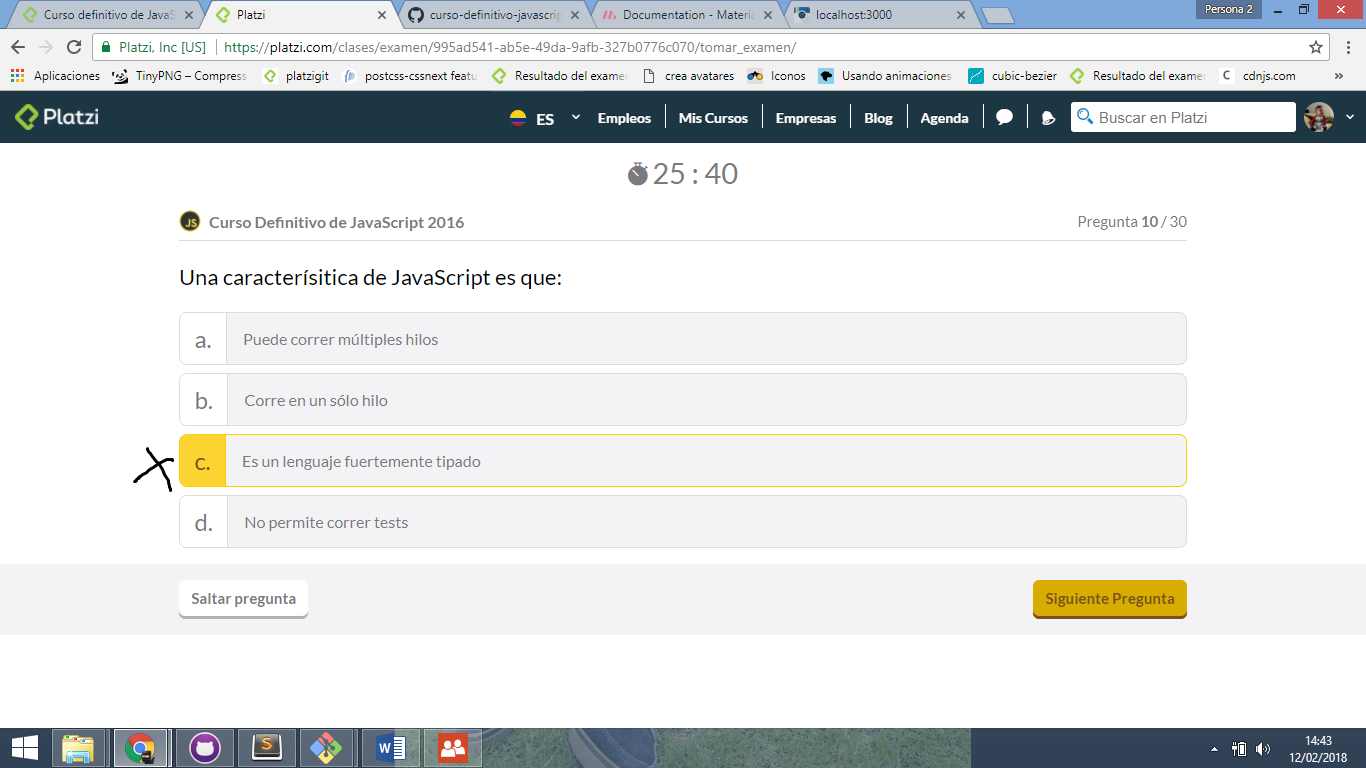 Curso definitivo de JavaS
Platzi
curso-definitivo-javascrip
Documentation - Materia
localhost:3000
Persona 2
Platzi, Inc [US]
https://platzi.com/clases/examen/995ad541-ab5e-49da-9afb-327b0776c070/tomar_examen/
Aplicaciones
TinyPNG – Compress
platzigit
postcss-cssnext featu
Resultado del exame
crea avatares
Iconos
Usando animaciones
cubic-bezier
Resultado del exame
C cdnjs.com
»
Platzi
ES
Empleos
Mis Cursos
Empresas
Blog
Agenda
Buscar en Platzi
25 : 40
JS Curso Definitivo de JavaScript 2016
Pregunta 10 / 30
Una caracterísitica de JavaScript es que:
a. Puede correr múltiples hilos
b. Corre en un sólo hilo
c. Es un lenguaje fuertemente tipado
d. No permite correr tests
Saltar pregunta
Siguiente Pregunta
14:43
12/02/2018